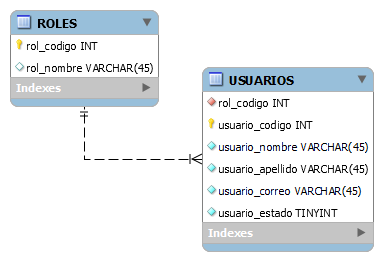 ROLES
rol_codigo INT
rol_nombre VARCHAR(45)
Indexes
USUARIOS
rol_codigo INT
usuario_codigo INT
usuario_nombre VARCHAR(45)
usuario_apellido VARCHAR(45)
usuario_correo VARCHAR(45)
usuario_estado TINYINT
Indexes